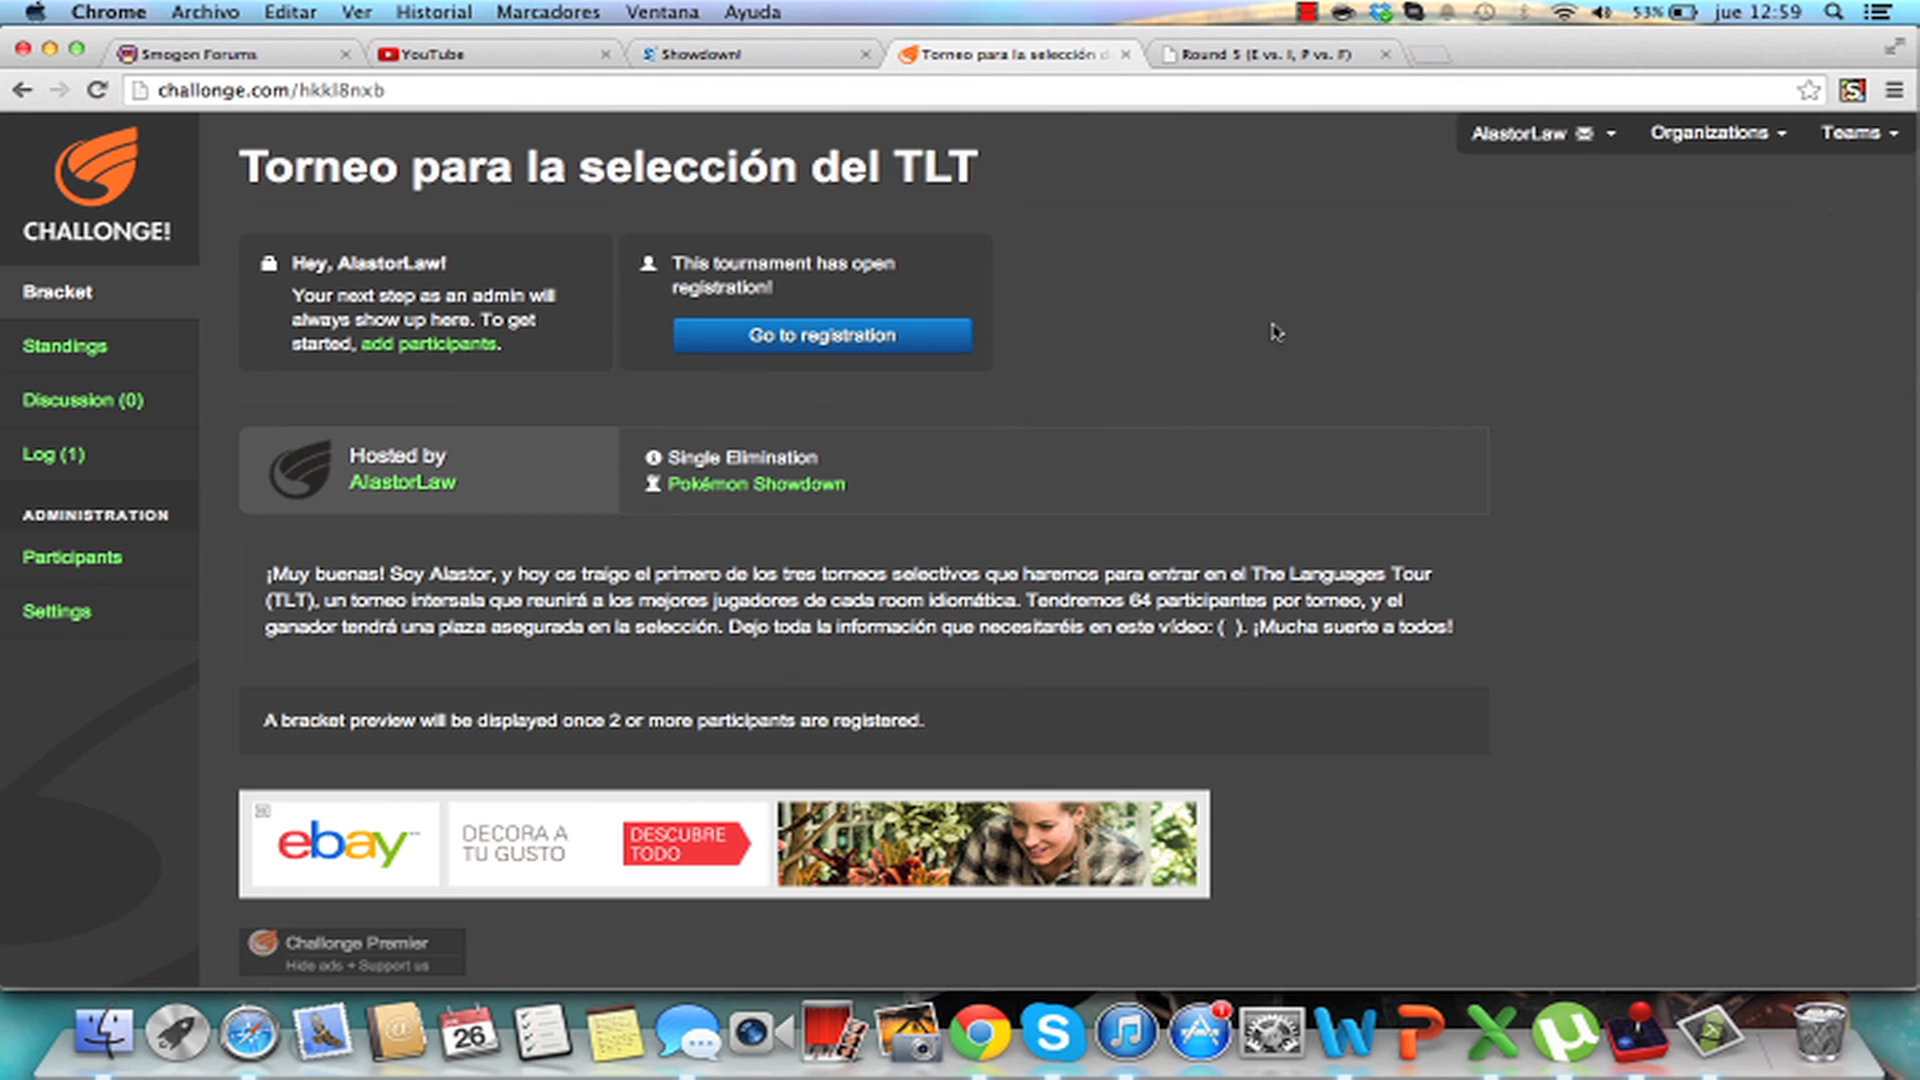 Chrome Archivo Editar Ver Historial Marcadores Ventana Ayuda 53% jue 12:59
Smogon Forums YouTube Showdown! Torneo para la selección d Round 5 (E vs. I, P vs. F)
challonge.com/hkkl8nxb
AlastorLaw Organizations Teams
CHALLONGE!
Torneo para la selección del TLT
Hey, AlastorLaw!
Your next step as an admin will
always show up here. To get
started, add participants.
This tournament has open
registration!
Go to registration
Bracket
Standings
Discussion (0)
Log (1)
ADMINISTRATION
Participants
Settings
Hosted by
AlastorLaw
Single Elimination
Pokémon Showdown
¡Muy buenas! Soy Alastor, y hoy os traigo el primero de los tres torneos selectivos que haremos para entrar en el The Languages Tour
(TLT), un torneo intersala que reunirá a los mejores jugadores de cada room idiomática. Tendremos 64 participantes por torneo, y el
ganador tendrá una plaza asegurada en la selección. Dejo toda la información que necesitaréis en este vídeo: ( ). ¡Mucha suerte a todos!
A bracket preview will be displayed once 2 or more participants are registered.
ebay
DECORA A
TU GUSTO
DESCUBRE
TODO
Challonge Premier
Hide ads + Support us
26
1